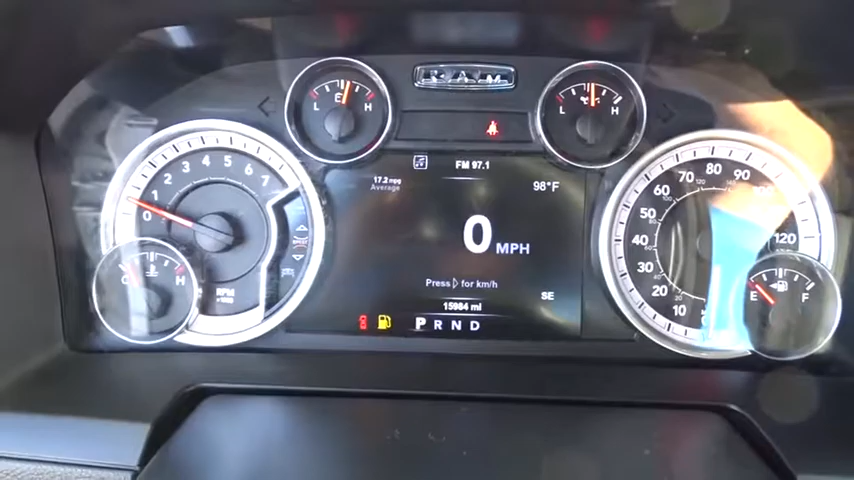 RAM
L H
L H
FM 97.1
17.2 MPG
AVERAGE
98°F
0 MPH
Press for km/h
15984 mi
SE
P R N D
0 1 2 3 4 5 6 7
RPM
C H
10 20 30 40 50 60 70 80 90 120
E F